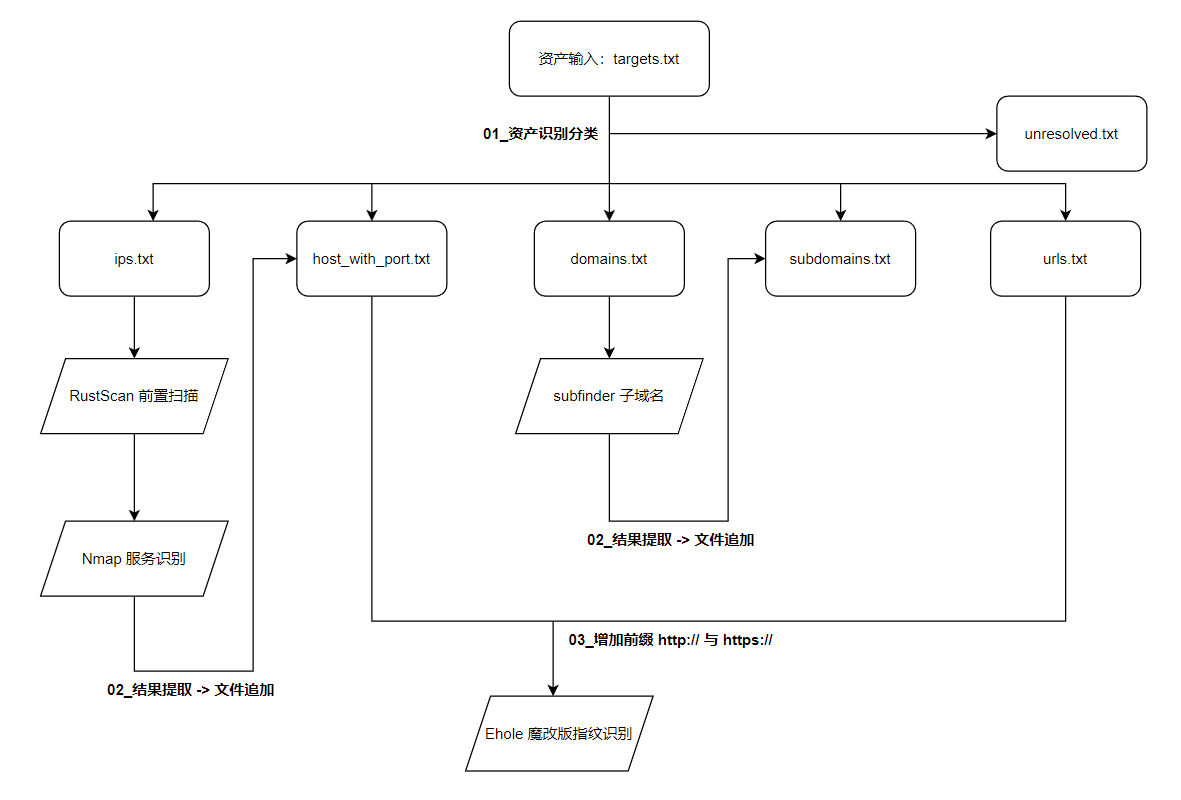 资产输入：targets.txt
01_资产识别分类
unresolved.txt
ips.txt
host_with_port.txt
domains.txt
subdomains.txt
urls.txt
RustScan 前置扫描
subfinder 子域名
Nmap 服务识别
02_结果提取 -> 文件追加
03_增加前缀 http:// 与 https://
02_结果提取 -> 文件追加
Ehole 魔改版指纹识别